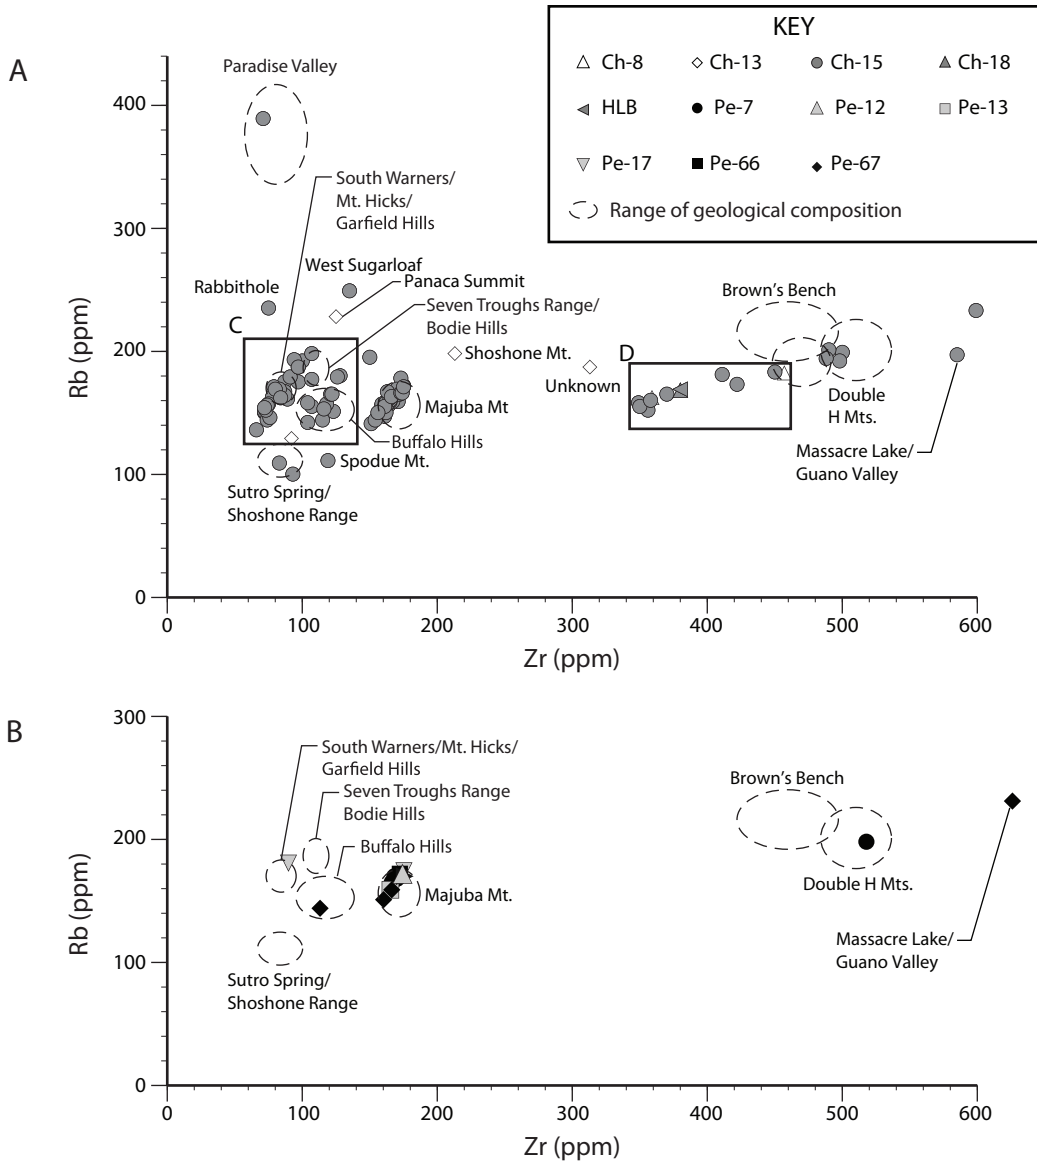 KEY
Ch-8
Ch-13
Ch-15
Ch-18
HLB
Pe-7
Pe-12
Pe-13
Pe-17
Pe-66
Pe-67
Range of geological composition
A
Paradise Valley
400
South Warners/
Mt. Hicks/
Garfield Hills
300
West Sugarloaf
Panaca Summit
Rabbithole
Seven Troughs Range/
Bodie Hills
Brown's Bench
C
Rb (ppm)
200
Shoshone Mt.
D
Unknown
Double
H Mts.
Majuba Mt
Buffalo Hills
Massacre Lake/
Guano Valley
Spodue Mt.
100
Sutro Spring/
Shoshone Range
0
0
100
200
300
400
500
600
Zr (ppm)
B
300
South Warners/Mt. Hicks/
Garfield Hills
Seven Troughs Range
Bodie Hills
Brown's Bench
200
Buffalo Hills
Rb (ppm)
Majuba Mt.
Double H Mts.
100
Massacre Lake/
Guano Valley
Sutro Spring/
Shoshone Range
0
0
100
200
300
400
500
600
Zr (ppm)